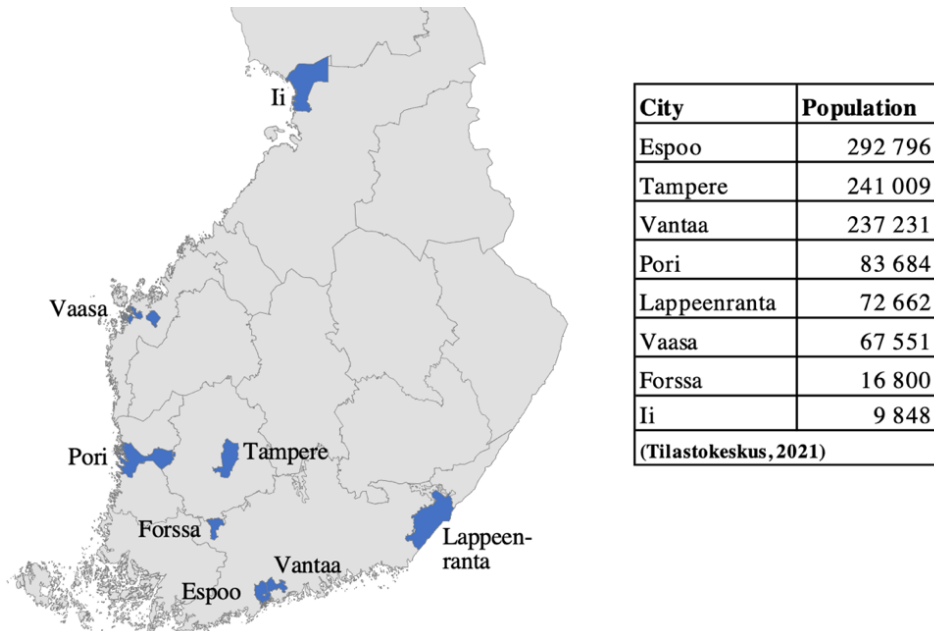 Ii
Vaasa
Pori
Tampere
Forssa
Lappeen-
ranta
Vantaa
Espoo
City Population
Espoo 292 796
Tampere 241 009
Vantaa 237 231
Pori 83 684
Lappeenranta 72 662
Vaasa 67 551
Forssa 16 800
Ii 9 848
(Tilastokeskus, 2021)